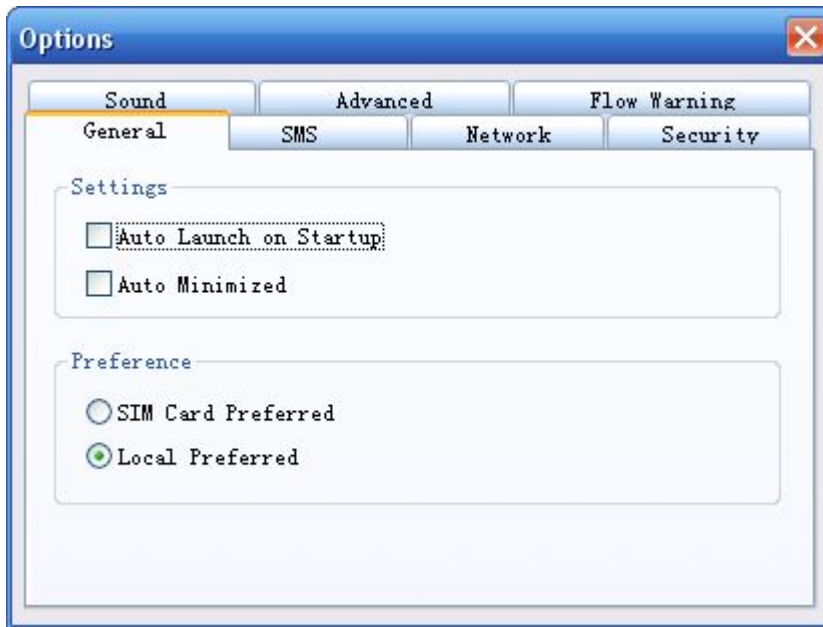 Options
Sound Advanced Flow Warning
General SMS Network Security
Settings
Auto Launch on Startup
Auto Minimized
Preference
SIM Card Preferred
Local Preferred